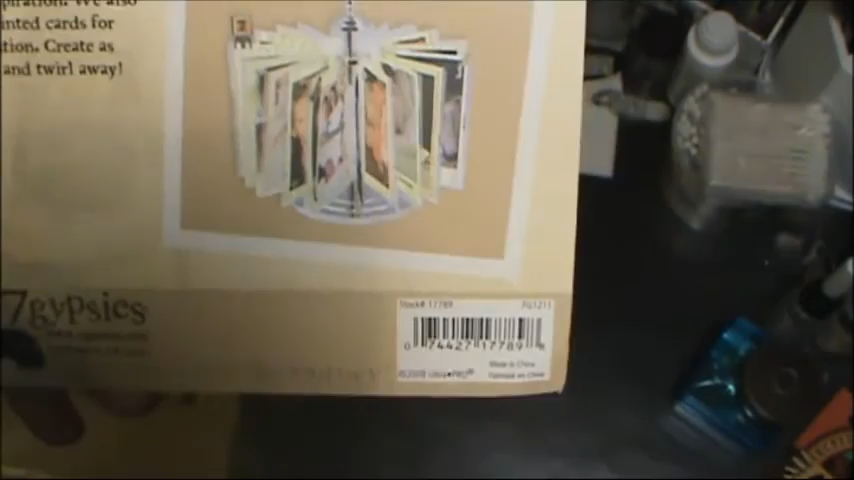 piration. We also
inted cards for
tion. Create as
and twirl away!
7gypsies
Stock# 17789
7G1211
0 74427 17789
Made in China
Fabriqué en Chine